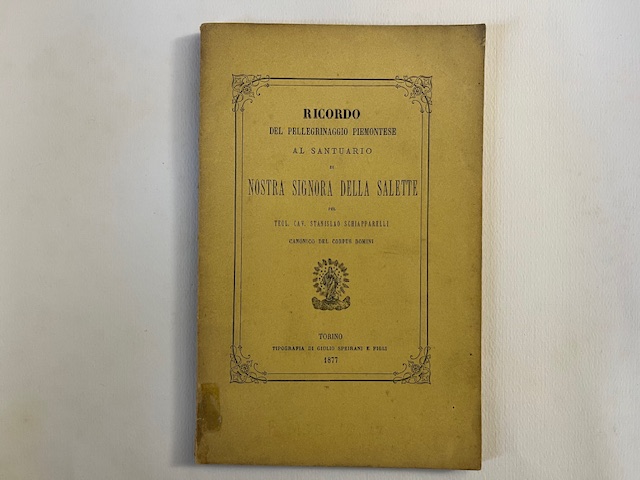 RICORDO
DEL PELLEGRINAGGIO PIEMONTESE
AL SANTUARIO
DI
NOSTRA SIGNORA DELLA SALETTE
DEL
TEOL. CAV. STANISLAO SCHIAPPARELLI
CANONICO DEL CORPUS DOMINI
TORINO
TIPOGRAFIA DI GIULIO SPEIRANI E FIGLI
1877